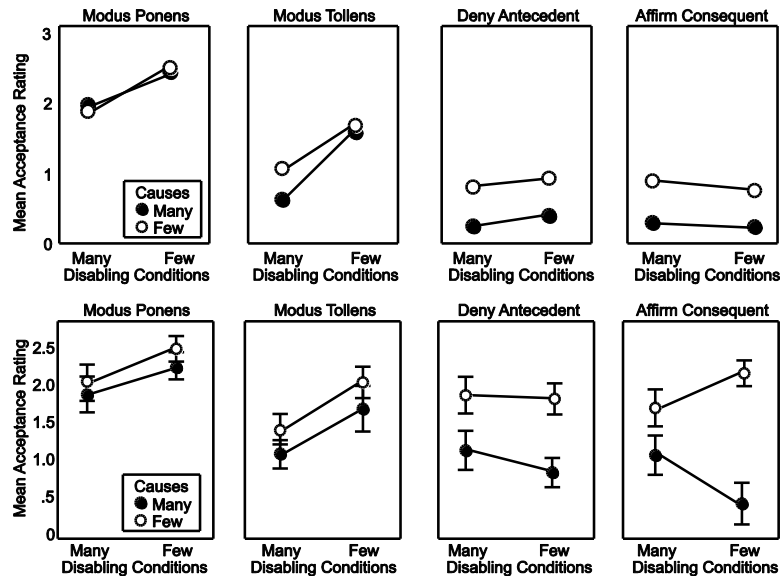 Modus Ponens
Modus Tollens
Deny Antecedent
Affirm Consequent
Mean Acceptance Rating
3
2
1
0
Causes
Many
Few
Many Few
Disabling Conditions
Many Few
Disabling Conditions
Many Few
Disabling Conditions
Many Few
Disabling Conditions
Modus Ponens
Modus Tollens
Deny Antecedent
Affirm Consequent
Mean Acceptance Rating
2.5
2.0
1.5
1.0
.5
0
Causes
Many
Few
Many Few
Disabling Conditions
Many Few
Disabling Conditions
Many Few
Disabling Conditions
Many Few
Disabling Conditions